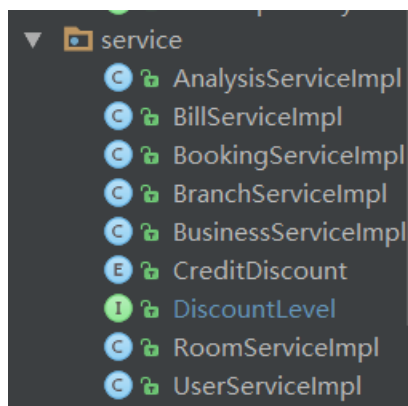 service
C AnalysisServiceImpl
C BillServiceImpl
C BookingServiceImpl
C BranchServiceImpl
C BusinessServiceImpl
E CreditDiscount
I DiscountLevel
C RoomServiceImpl
C UserServiceImpl